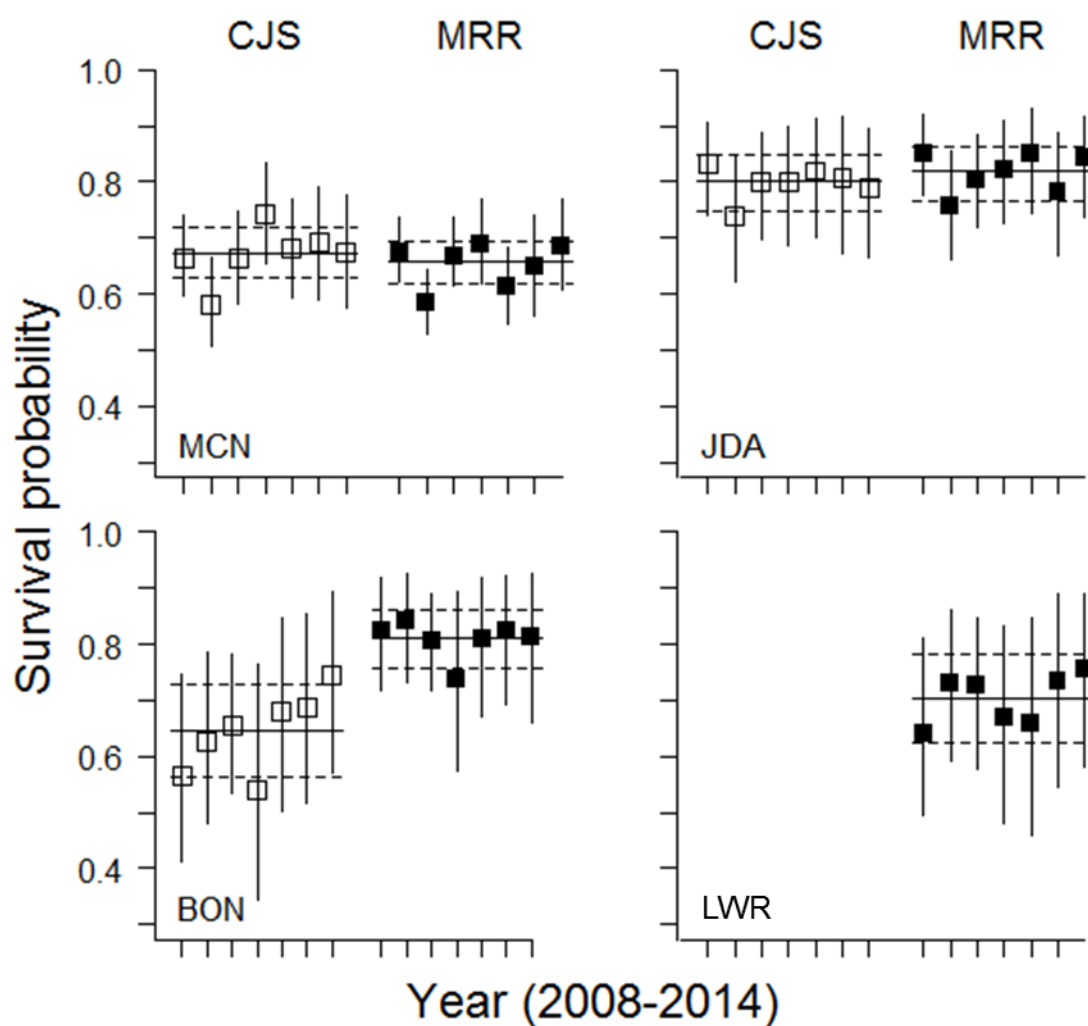 CJS MRR CJS MRR
1.0
0.8
0.6
0.4
MCN JDA
1.0
0.8
0.6
0.4
BON LWR
Survival probability
Year (2008-2014)